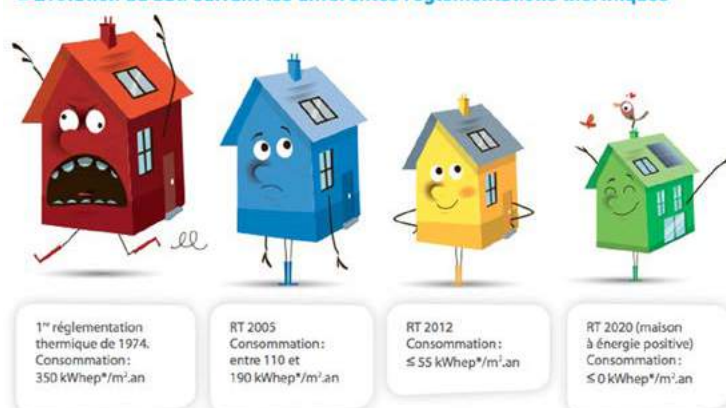 1re réglementation
thermique de 1974.
Consommation :
350 kWhep*/m².an
RT 2005
Consommation :
entre 110 et
190 kWhep*/m².an
RT 2012
Consommation :
≤ 55 kWhep*/m².an
RT 2020 (maison
à énergie positive)
Consommation :
≤ 0 kWhep*/m².an